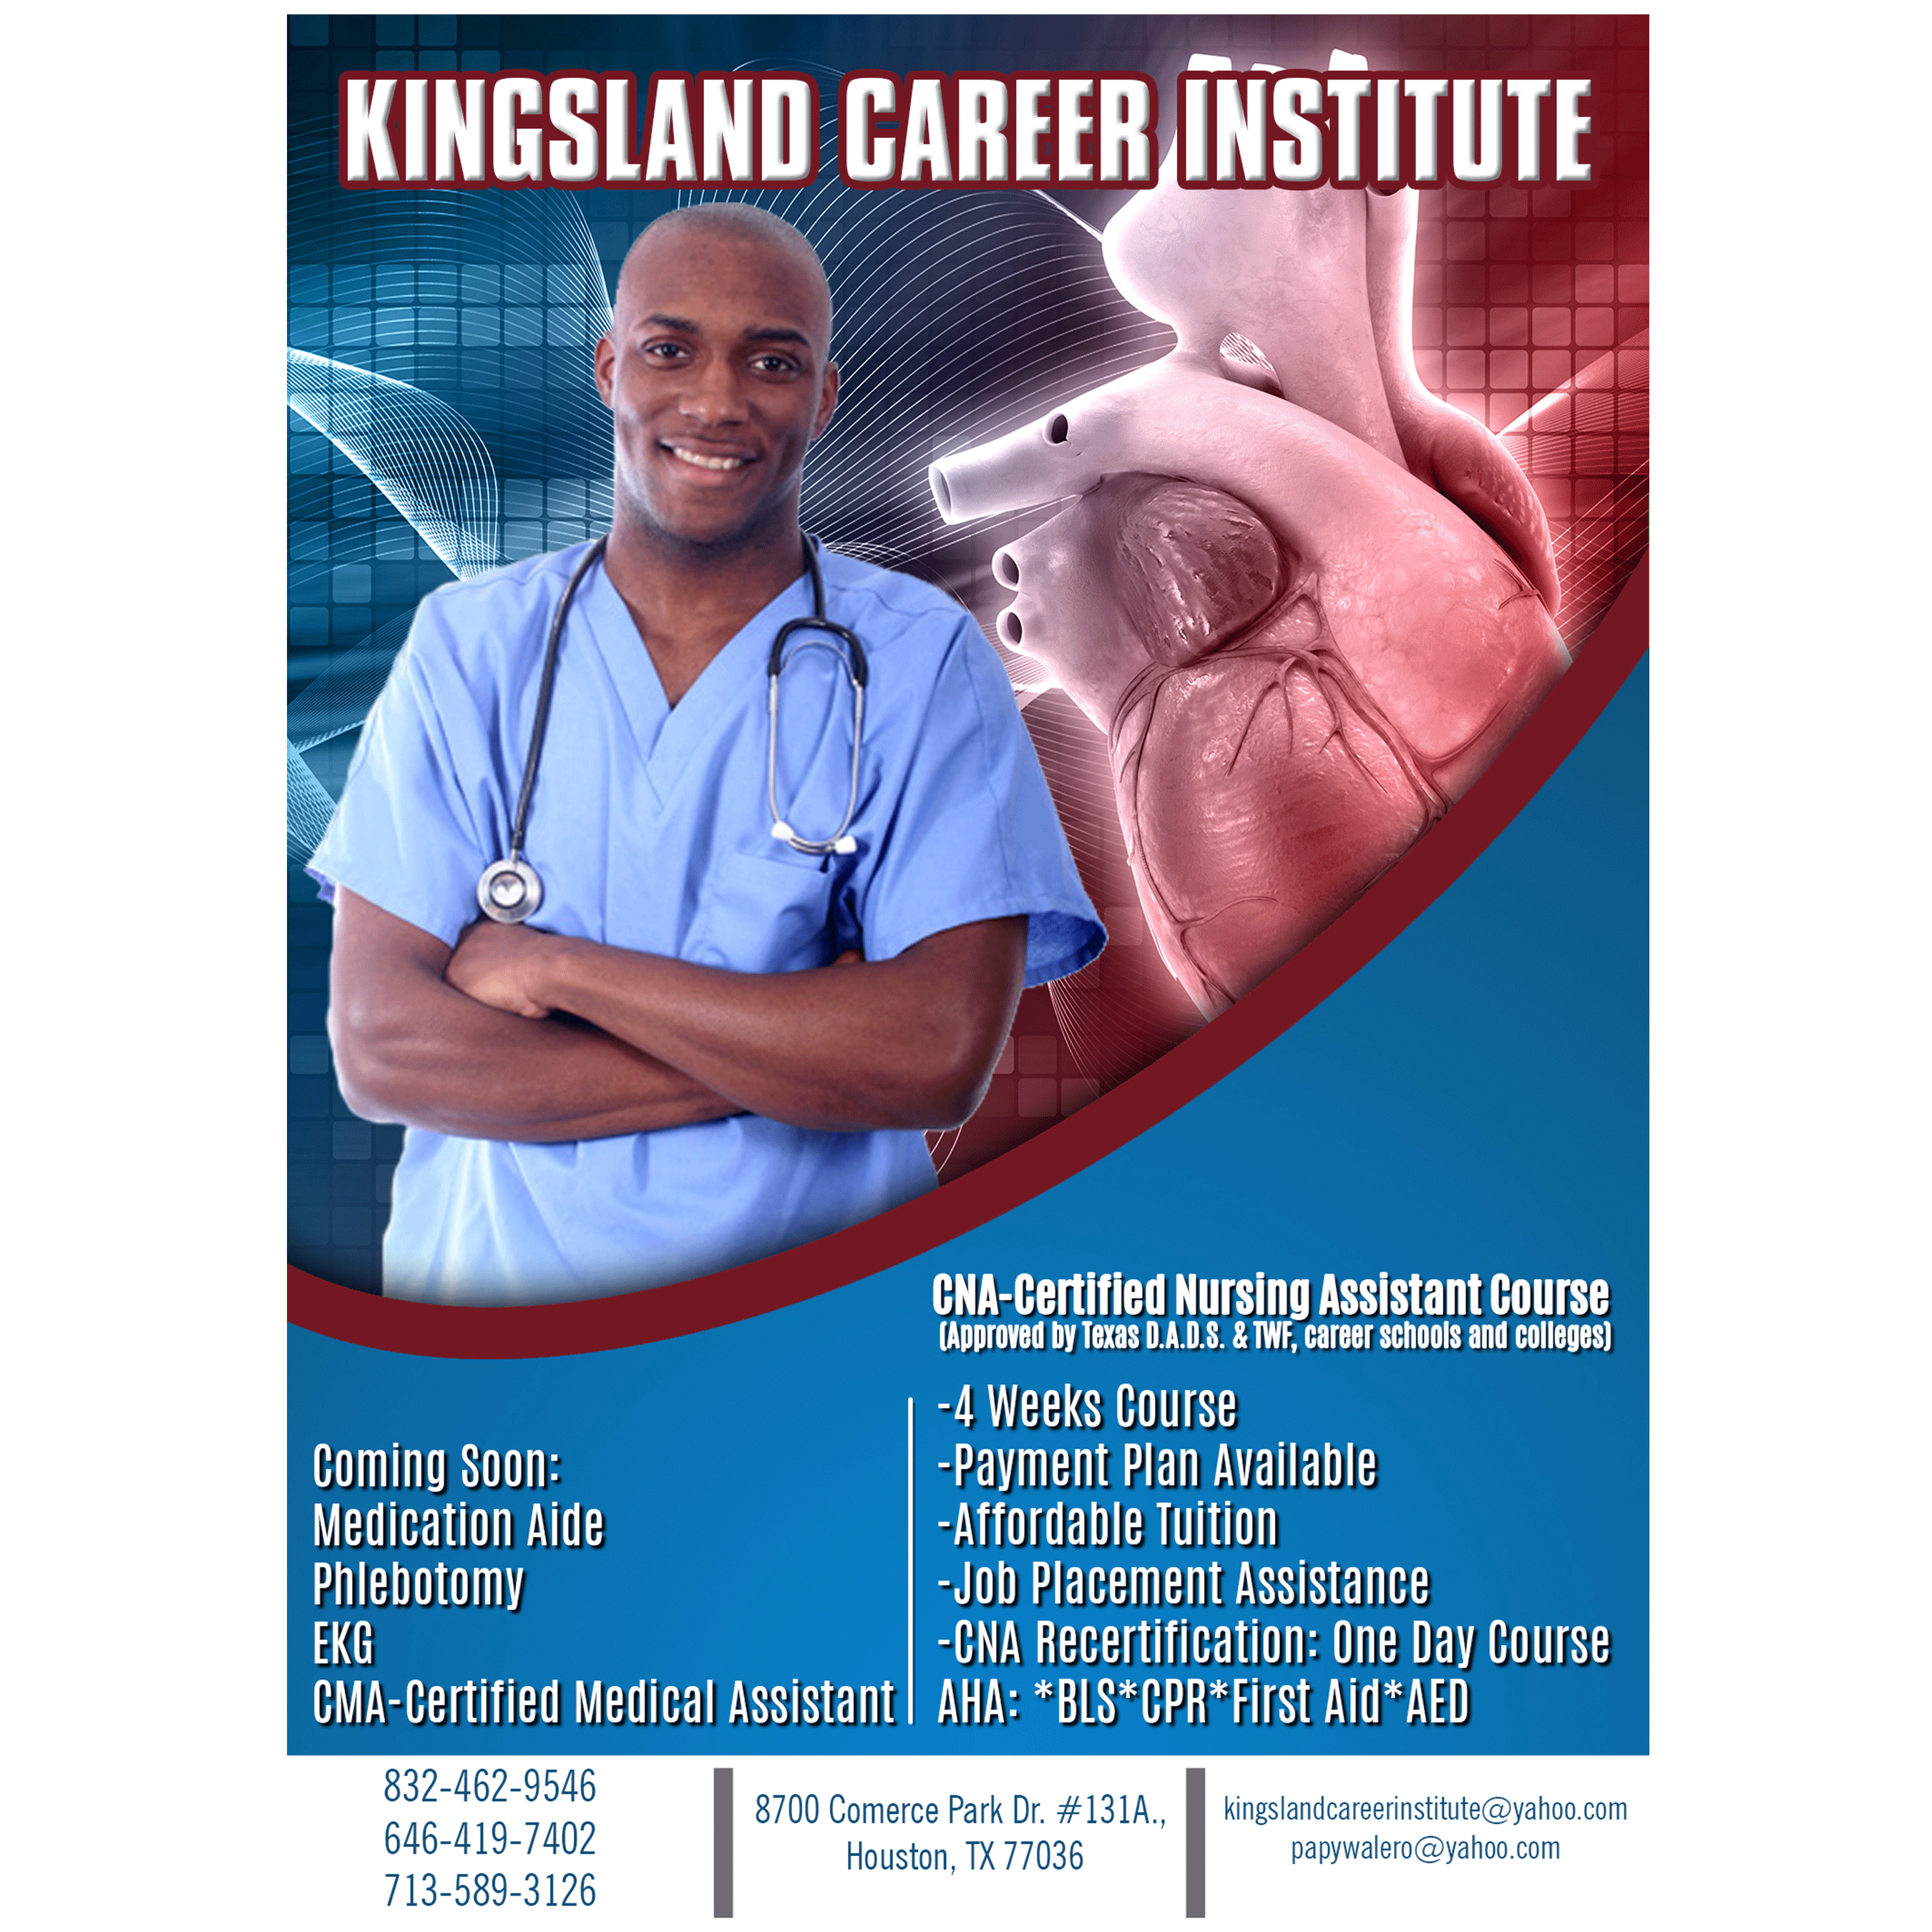 KINGSLAND CAREER INSTITUTE
CNA-Certified Nursing Assistant Course
(Approved by Texas D.A.D.S. & TWF, career schools and colleges)
Coming Soon:
Medication Aide
Phlebotomy
EKG
CMA-Certified Medical Assistant
-4 Weeks Course
-Payment Plan Available
-Affordable Tuition
-Job Placement Assistance
-CNA Recertification: One Day Course
AHA: *BLS*CPR*First Aid*AED
832-462-9546
646-419-7402
713-589-3126
8700 Comerce Park Dr. #131A.,
Houston, TX 77036
kingslandcareerinstitute@yahoo.com
papywalero@yahoo.com